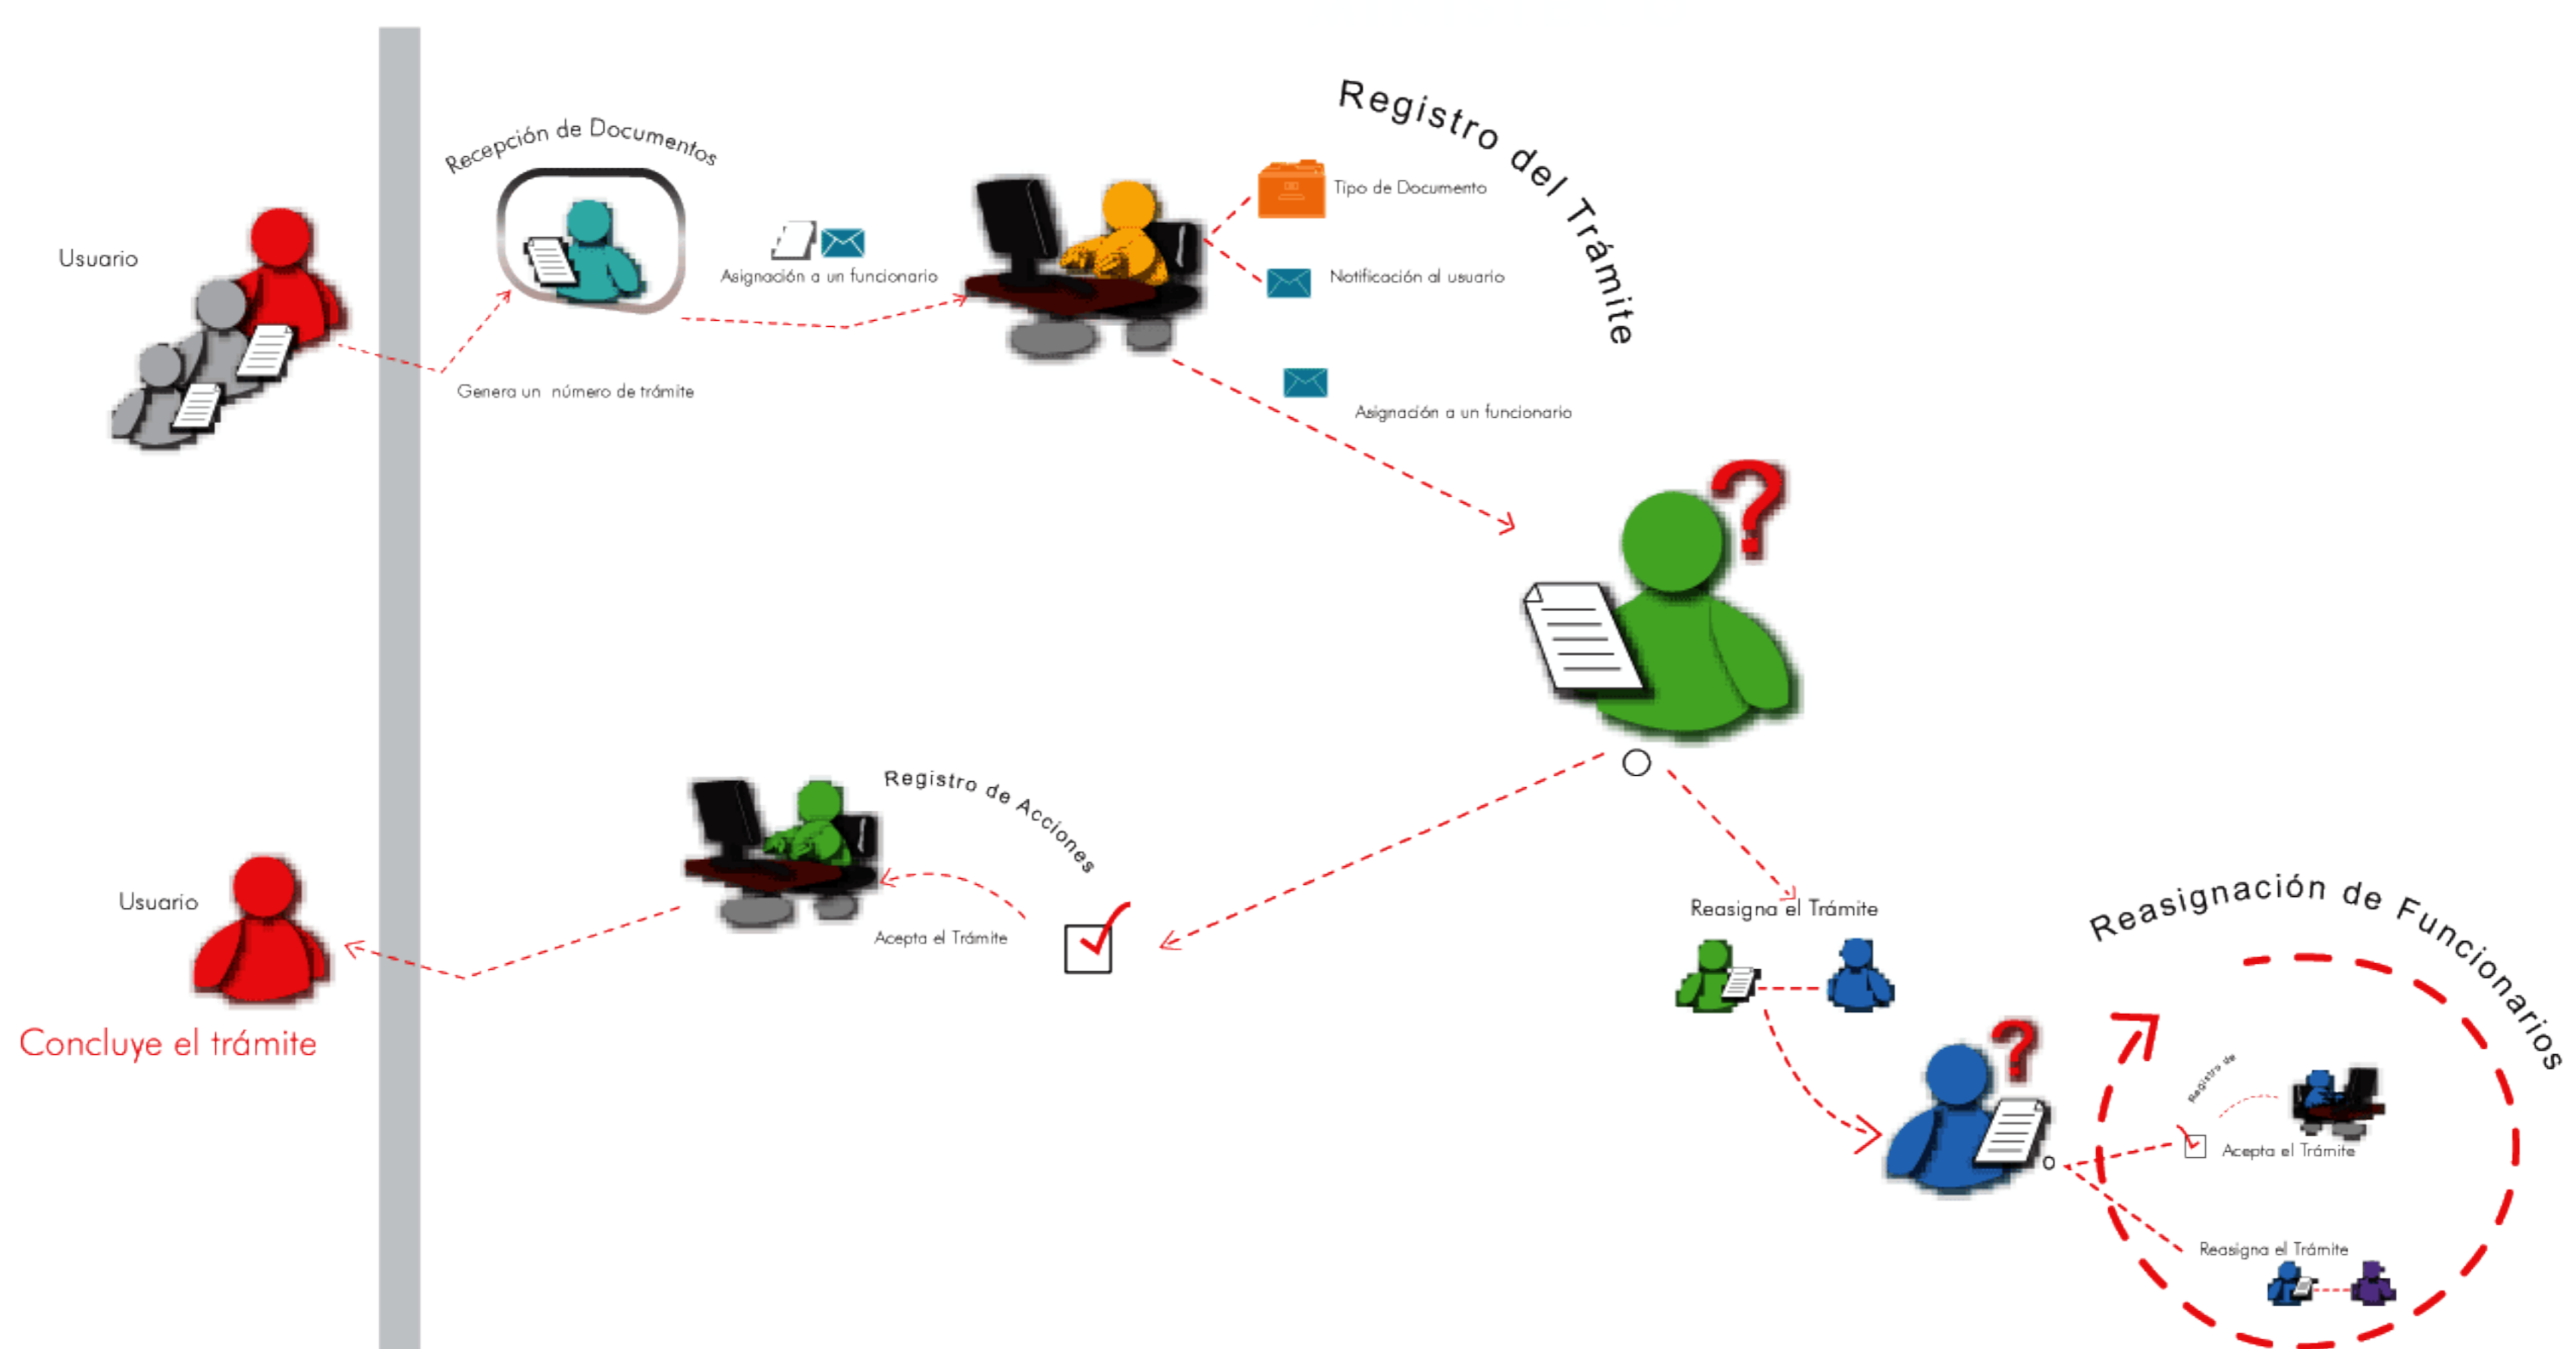 Registro del Trámite
Recepción de Documentos
Tipo de Documento
Usuario
Asignación a un funcionario
Notificación al usuario
Genera un número de trámite
Asignación a un funcionario
Registro de Acciones
Usuario
Acepta el Trámite
Reasigna el Trámite
Reasignación de Funcionarios
Concluye el trámite
Registro de
Acepta el Trámite
Reasigna el Trámite